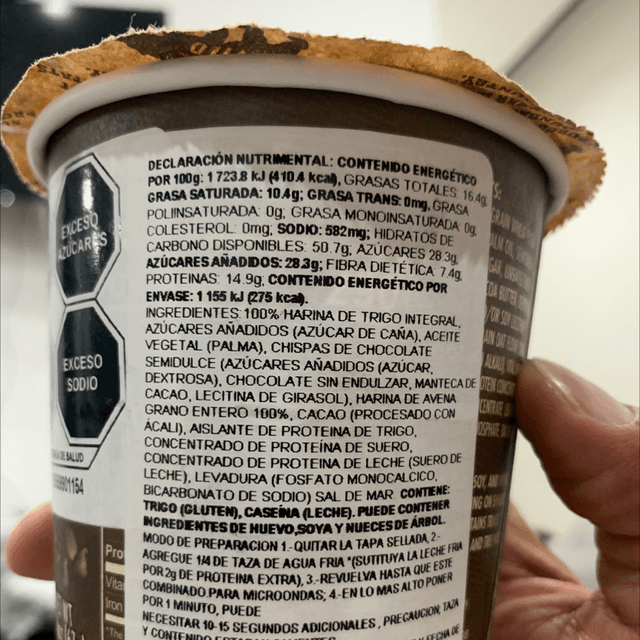 EXCESO
AZÚCARES
EXCESO
SODIO
DE SALUD
DECLARACIÓN NUTRIMENTAL: CONTENIDO ENERGÉTICO
POR 100g: 1 723.8 kJ (410.4 kcal), GRASAS TOTALES: 16.4g,
GRASA SATURADA: 10.4g; GRASA TRANS: 0mg, GRASA
POLIINSATURADA: 0g, GRASA MONOINSATURADA: 0g,
COLESTEROL: 0mg; SODIO: 582mg; HIDRATOS DE
CARBONO DISPONIBLES: 50.7g; AZÚCARES 28.3g,
AZÚCARES AÑADIDOS: 28.3g; FIBRA DIETÉTICA: 7.4g,
PROTEINAS: 14.9g; CONTENIDO ENERGÉTICO POR
ENVASE: 1 155 kJ (275 kcal).
INGREDIENTES: 100% HARINA DE TRIGO INTEGRAL,
AZÚCARES AÑADIDOS (AZÚCAR DE CAÑA), ACEITE
VEGETAL (PALMA), CHISPAS DE CHOCOLATE
SEMIDULCE (AZÚCARES AÑADIDOS (AZÚCAR,
DEXTROSA), CHOCOLATE SIN ENDULZAR, MANTECA DE
CACAO, LECITINA DE GIRASOL), HARINA DE AVENA
GRANO ENTERO 100%, CACAO (PROCESADO CON
ÁCALI), AISLANTE DE PROTEINA DE TRIGO,
CONCENTRADO DE PROTEÍNA DE SUERO,
CONCENTRADO DE PROTEINA DE LECHE (SUERO DE
LECHE), LEVADURA (FOSFATO MONOCALCICO,
BICARBONATO DE SODIO) SAL DE MAR. CONTIENE:
TRIGO (GLUTEN), CASEÍNA (LECHE). PUEDE CONTENER
INGREDIENTES DE HUEVO,SOYA Y NUECES DE ÁRBOL.
MODO DE PREPARACION 1.-QUITAR LA TAPA SELLADA, 2.-
AGREGUE 1/4 DE TAZA DE AGUA FRIA *(SUTITUYA LA LECHE FRIA
POR 2g DE PROTEINA EXTRA), 3.-REVUELVA HASTA QUE ESTE
COMBINADO PARA MICROONDAS; 4-EN LO MAS ALTO PONER
POR 1 MINUTO, PUEDE
NECESITAR 10-15 SEGUNDOS ADICIONALES, PRECAUCION, TAZA
Y CONTENIDO
Iron